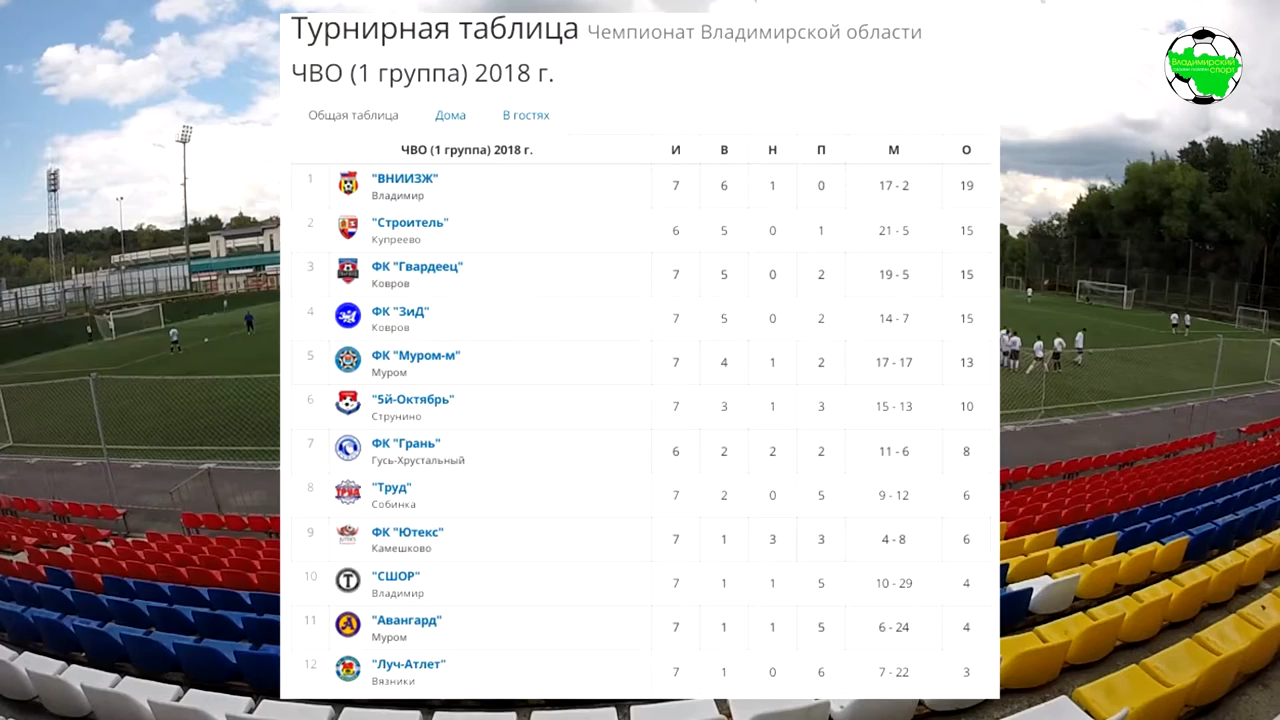 Турнирная таблица Чемпионат Владимирской области
ЧВО (1 группа) 2018 г.
Общая таблица Дома В гостях
ЧВО (1 группа) 2018 г. И В Н П М О
1 "ВНИИЗЖ" Владимир 7 6 1 0 17 - 2 19
2 "Строитель" Купреево 6 5 0 1 21 - 5 15
3 ФК "Гвардеец" Ковров 7 5 0 2 19 - 5 15
4 ФК "ЗиД" Ковров 7 5 0 2 14 - 7 15
5 ФК "Муром-м" Муром 7 4 1 2 17 - 17 13
6 "5й-Октябрь" Струнино 7 3 1 3 15 - 13 10
7 ФК "Грань" Гусь-Хрустальный 6 2 2 2 11 - 6 8
8 "Труд" Собинка 7 2 0 5 9 - 12 6
9 ФК "Ютекс" Камешково 7 1 3 3 4 - 8 6
10 "СШОР" Владимир 7 1 1 5 10 - 29 4
11 "Авангард" Муром 7 1 1 5 6 - 24 4
12 "Луч-Атлет" Вязники 7 1 0 6 7 - 22 3
Владимирский
спорт